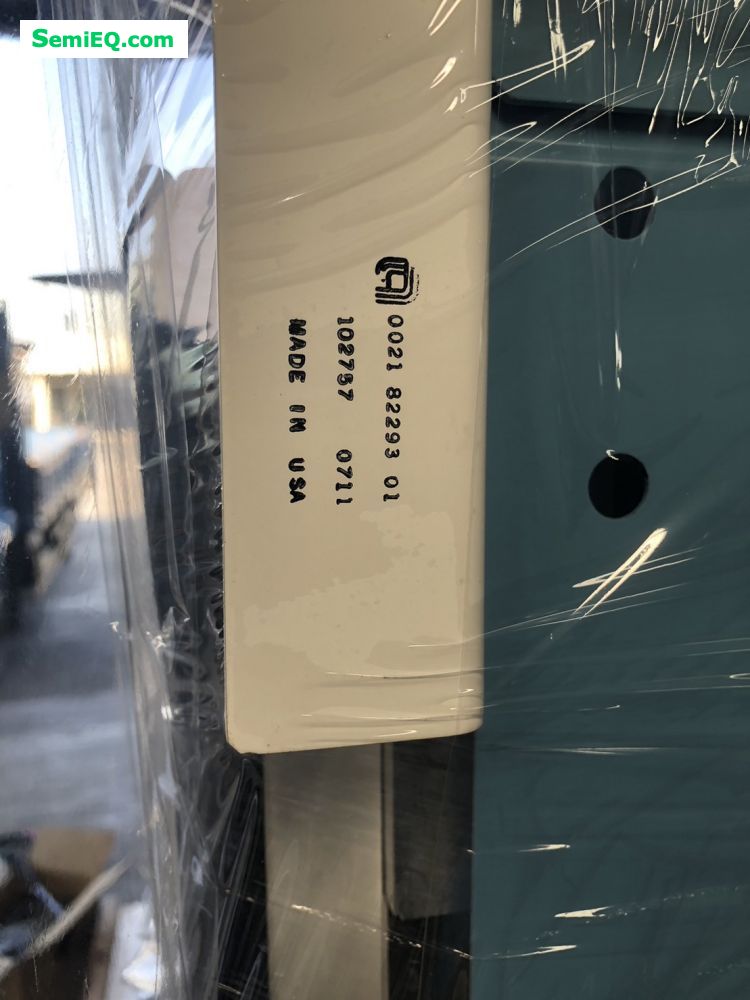 SemiEQ.com
0021 82293 01
102757 0711
MADE IN USA